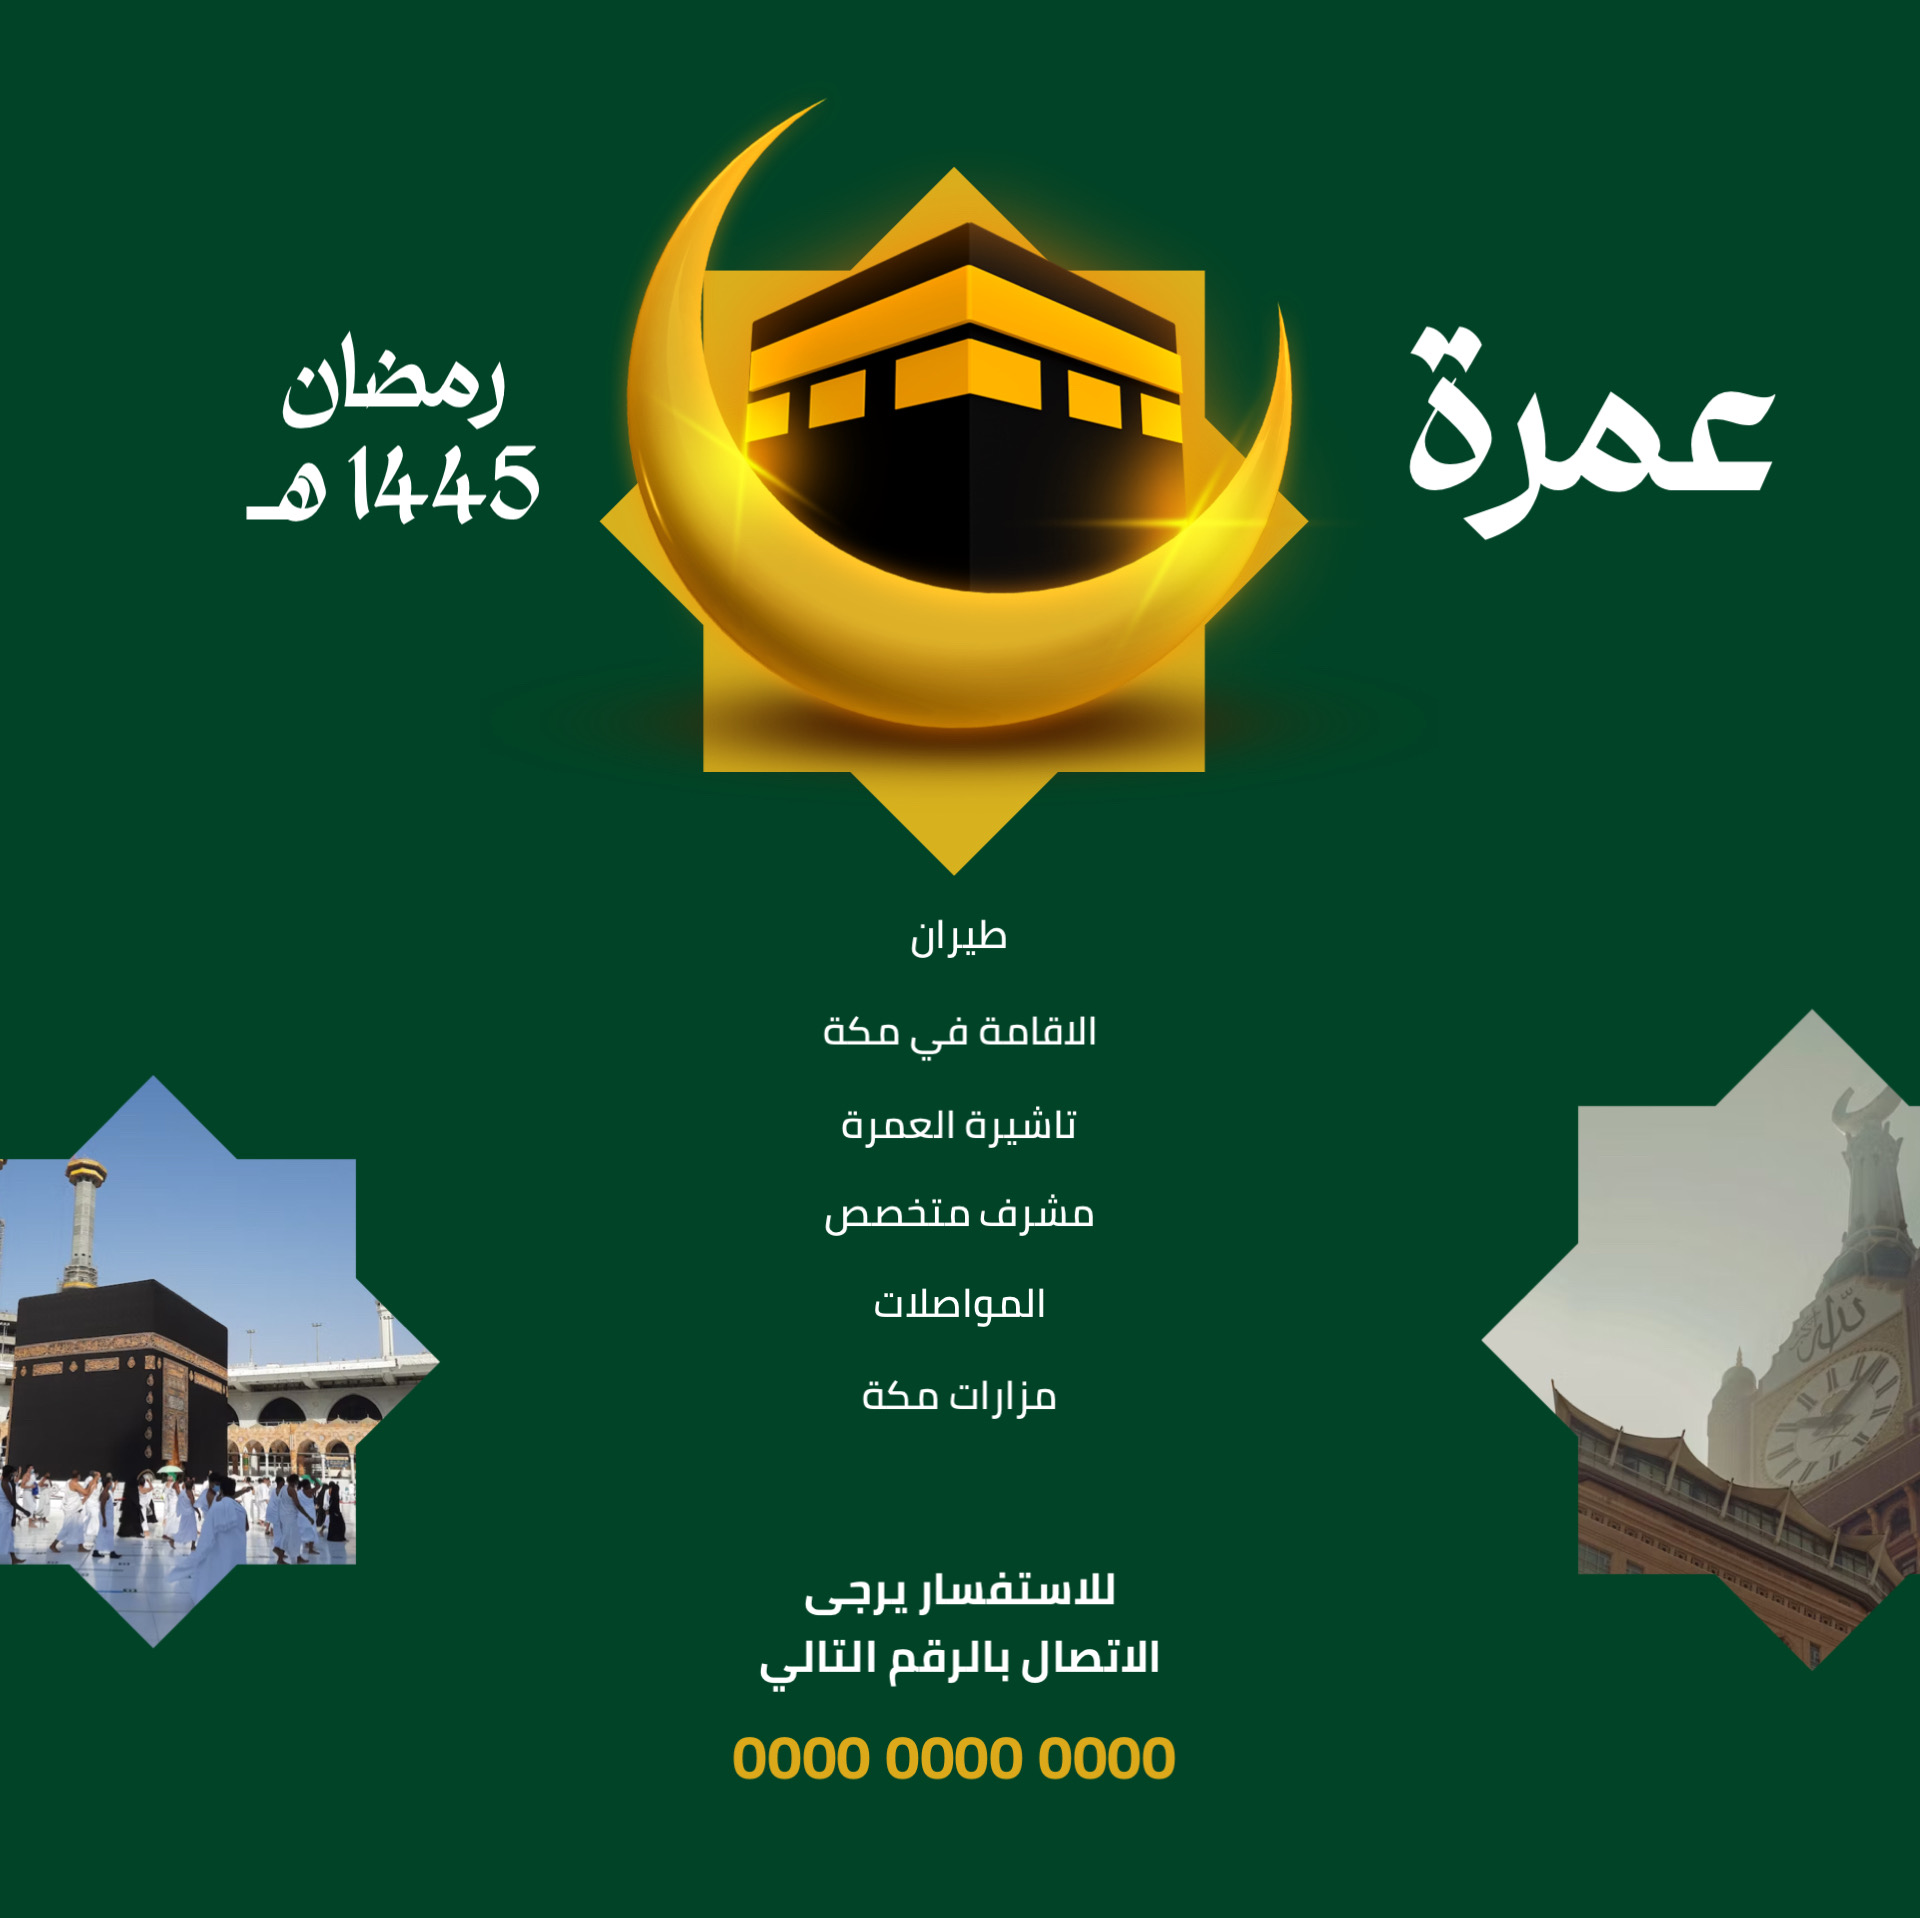 عمرة
رمضان
1445 هـ
طيران
الاقامة في مكة
تاشيرة العمرة
مشرف متخصص
المواصلات
مزارات مكة
للاستفسار يرجى
الاتصال بالرقم التالي
0000 0000 0000
الله